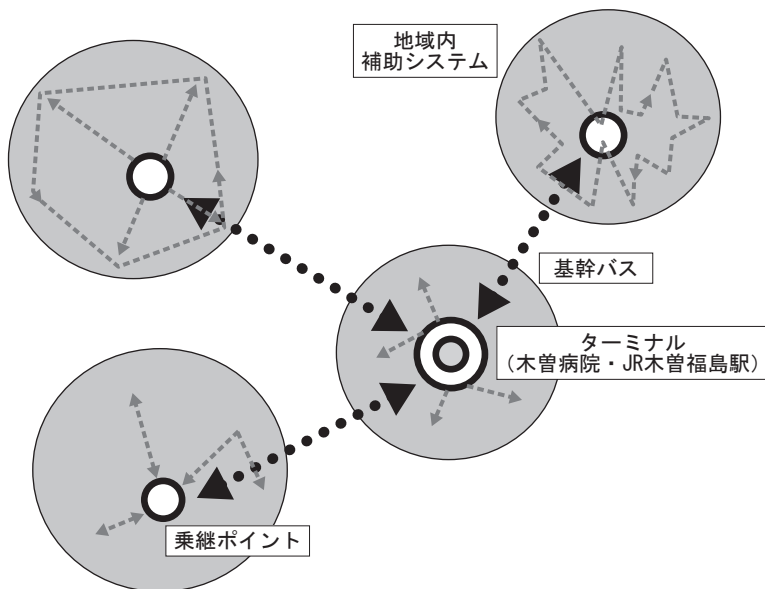 地域内
補助システム
基幹バス
ターミナル
（木曽病院・JR木曽福島駅）
乗継ポイント